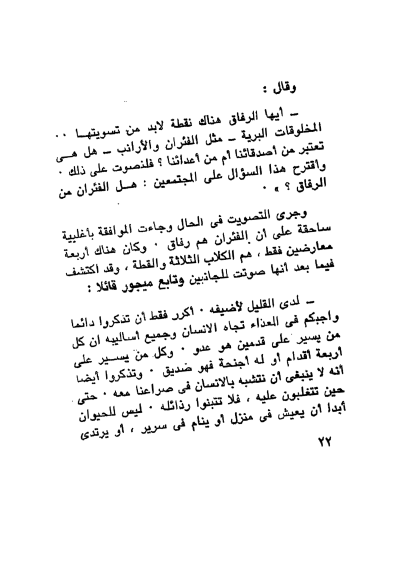 وقال :
ـ أيها الرفاق هناك نقطة لابد من تسويتها ..
المخلوقات البرية ـ مثل الفئران والأرانب ـ هل هى
تعتبر من أصدقائنا أم من أعدائنا ؟ فلنصوت على ذلك .
وأقترح هذا السؤال على المجتمعين : هل الفئران من
الرفاق ؟ » .
وجرى التصويت فى الحال وجاءت الموافقة بأغلبية
ساحقة على أن الفئران هم رفاق . وكان هناك أربعة
معارضين فقط ، هم الكلاب الثلاثة والقطة ، وقد اكتشف
فيما بعد أنها صوتت للجانبين وتابع ميجور قائلا :
ـ لدى القليل لأضيفه . أكرر فقط أن تذكروا دائما
واجبكم فى العداء تجاه الانسان وجميع أساليبه ان كل
من يسير على قدمين هو عدو . وكل من يسير على
أربعة أقدام أو له أجنحة فهو صديق . وتذكروا أيضا
أنه لا ينبغى أن نتشبه بالانسان فى صراعنا معه . حتى
حين تتغلبون عليه ، فلا تتبنوا رذائله . ليس للحيوان
أبدا أن يعيش فى منزل أو ينام فى سرير ، أو يرتدى
٢٢